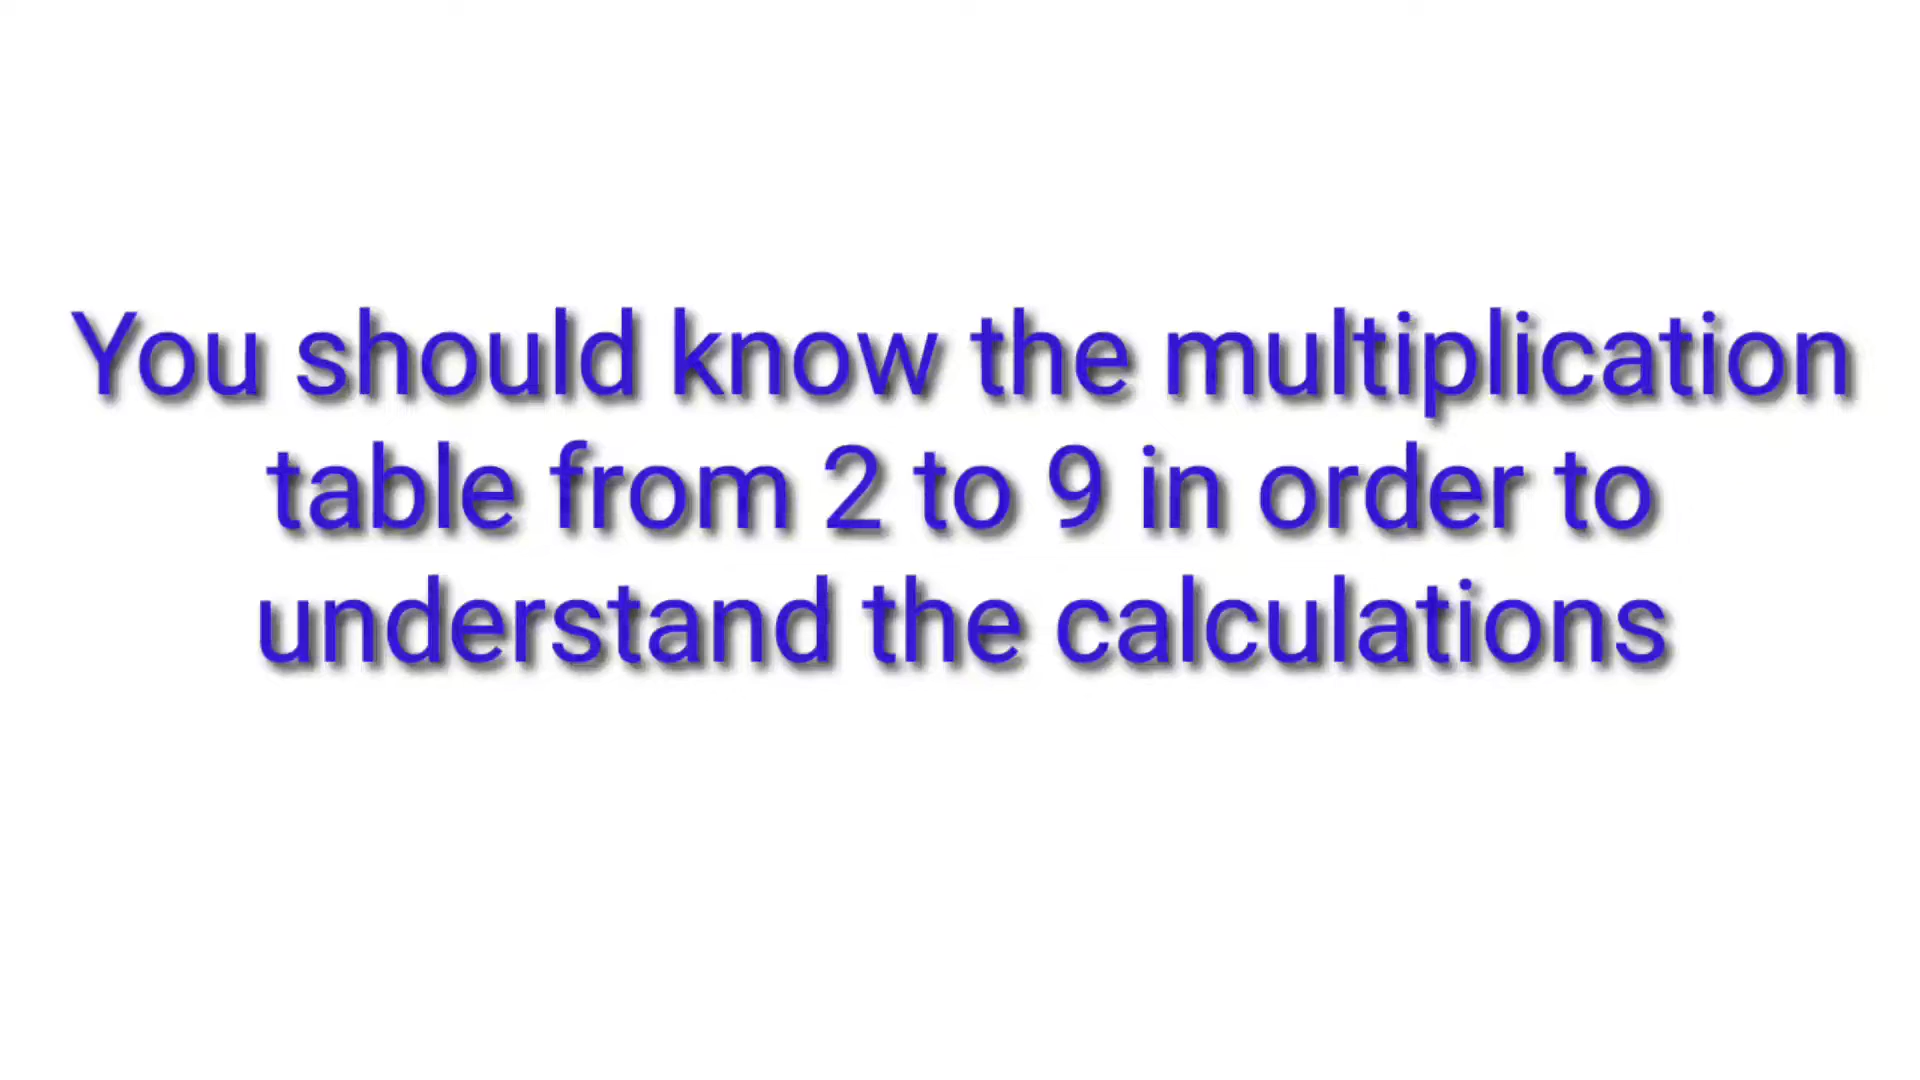 You should know the multiplication
table from 2 to 9 in order to
understand the calculations